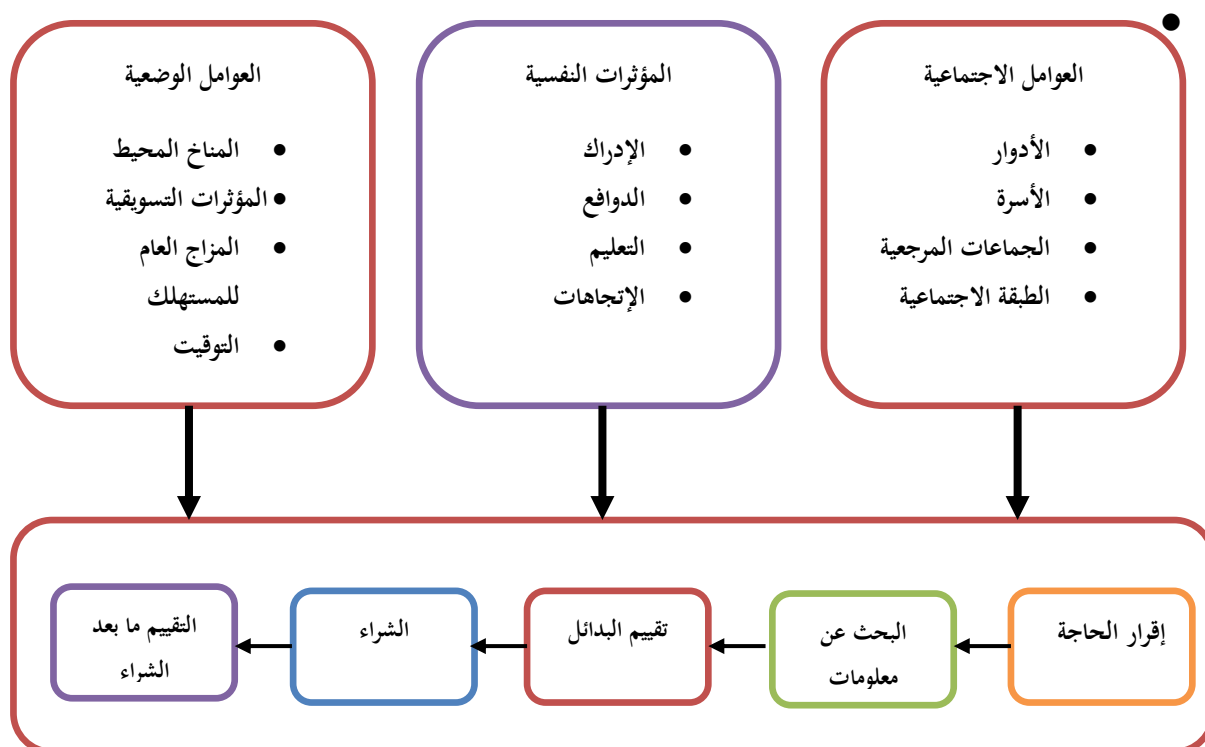 العوامل الاجتماعية
• الأدوار
• الأسرة
• الجماعات المرجعية
• الطبقة الاجتماعية
المؤثرات النفسية
• الإدراك
• الدوافع
• التعليم
• الإتجاهات
العوامل الوضعية
• المناخ المحيط
• المؤثرات التسويقية
• المزاج العام
للمستهلك
• التوقيت
إقرار الحاجة
البحث عن
معلومات
تقييم البدائل
الشراء
التقييم ما بعد
الشراء